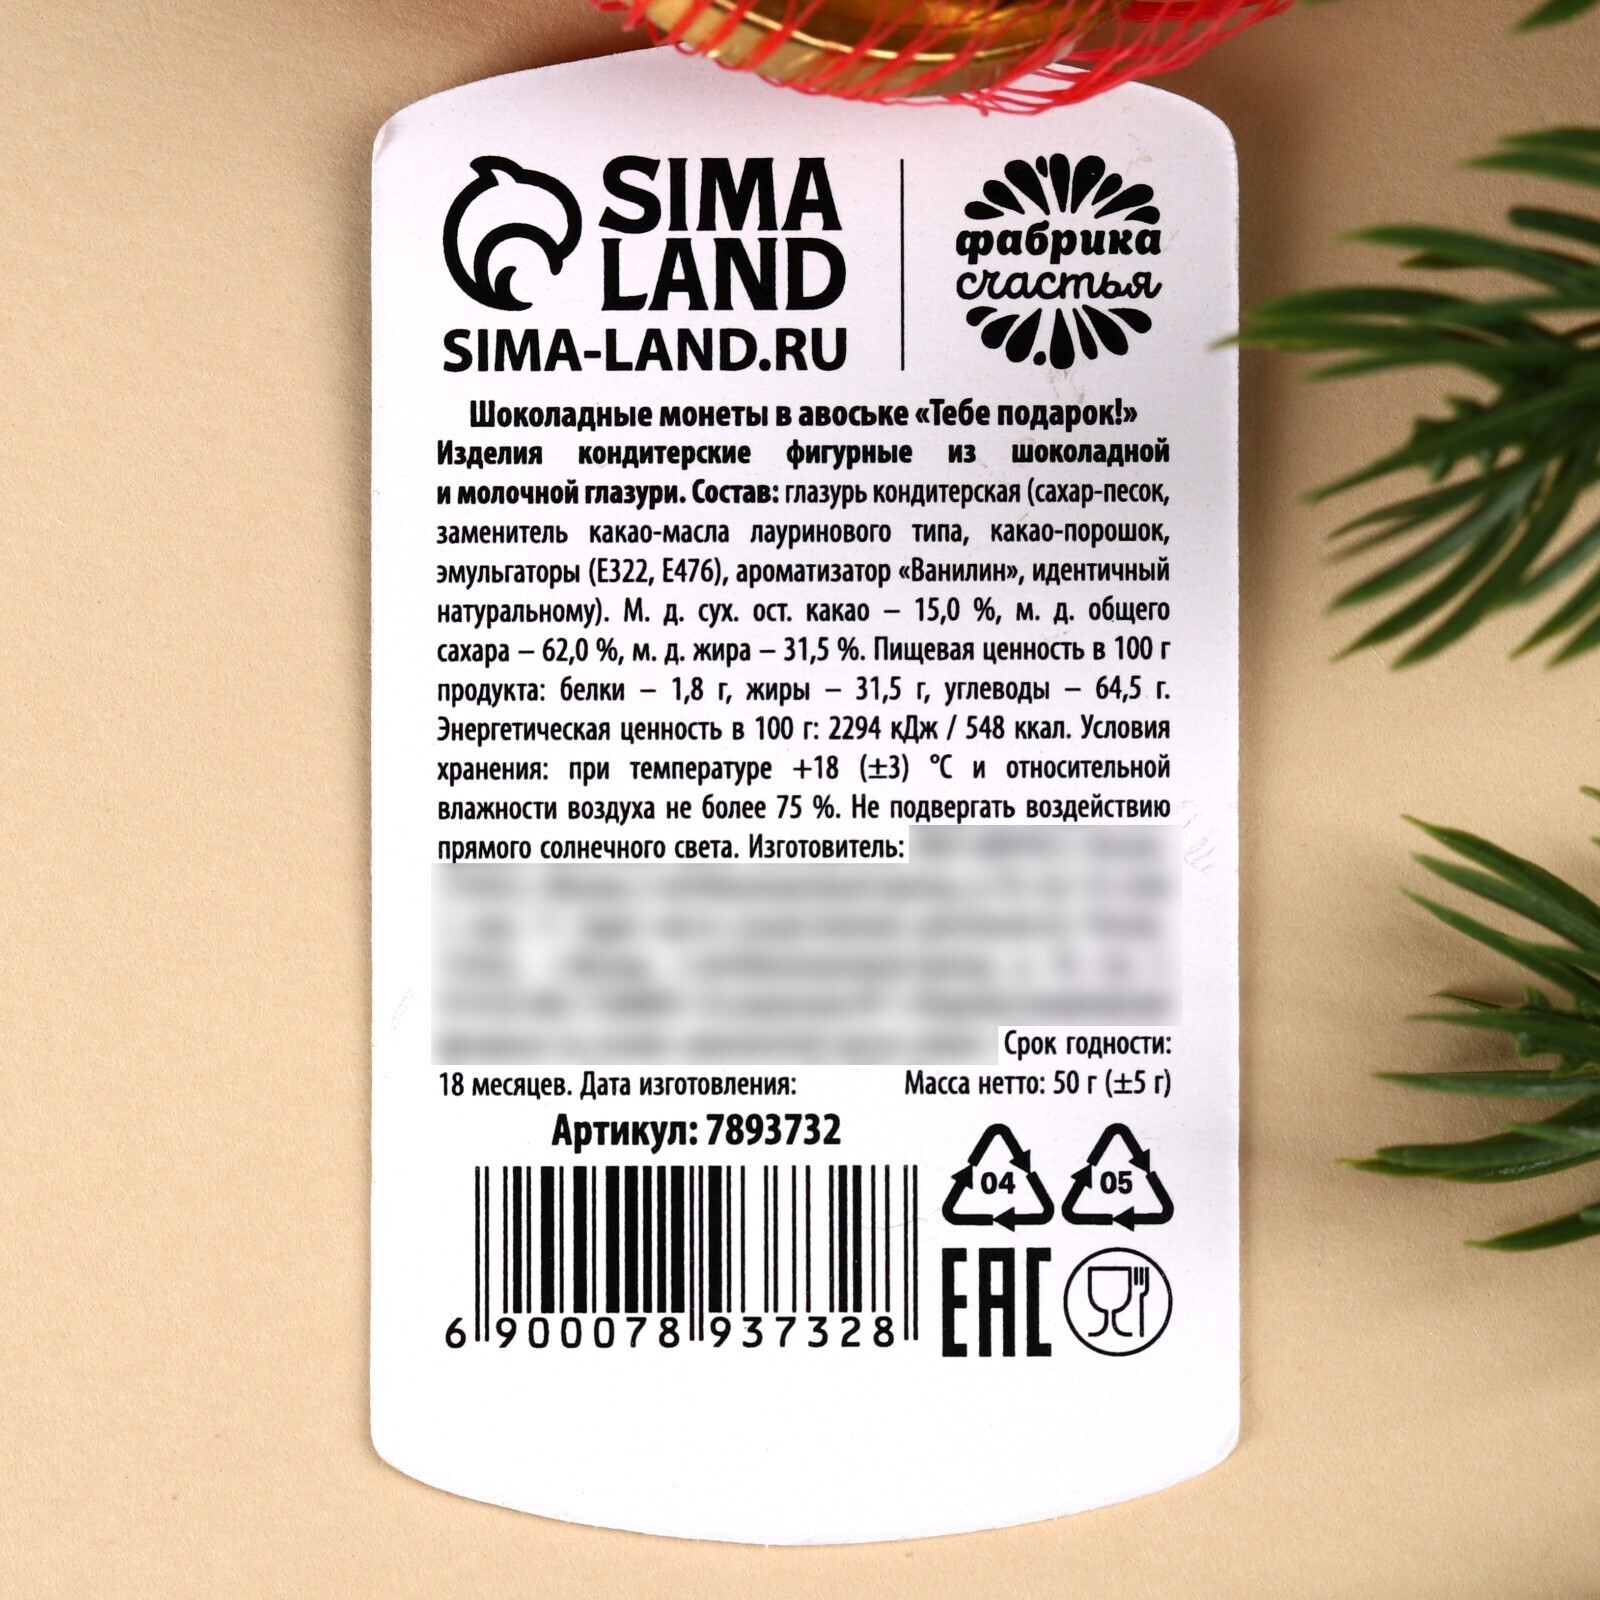 SIMA
LAND
SIMA-LAND.RU
фабрика
счастья
Шоколадные монеты в авоське «Тебе подарок!»
Изделия кондитерские фигурные из шоколадной
и молочной глазури. Состав: глазурь кондитерская (сахар-песок,
заменитель какао-масла лауринового типа, какао-порошок,
эмульгаторы (Е322, Е476), ароматизатор «Ванилин», идентичный
натуральному). М. д. сух. ост. какао – 15,0 %, м. д. общего
сахара – 62,0 %, м. д. жира – 31,5 %. Пищевая ценность в 100 г
продукта: белки – 1,8 г, жиры – 31,5 г, углеводы – 64,5 г.
Энергетическая ценность в 100 г: 2294 кДж / 548 ккал. Условия
хранения: при температуре +18 (±3) °С и относительной
влажности воздуха не более 75 %. Не подвергать воздействию
прямого солнечного света. Изготовитель:
Срок годности:
18 месяцев. Дата изготовления: Масса нетто: 50 г (±5 г)
Артикул: 7893732
04 05
6 900078 937328
EAC